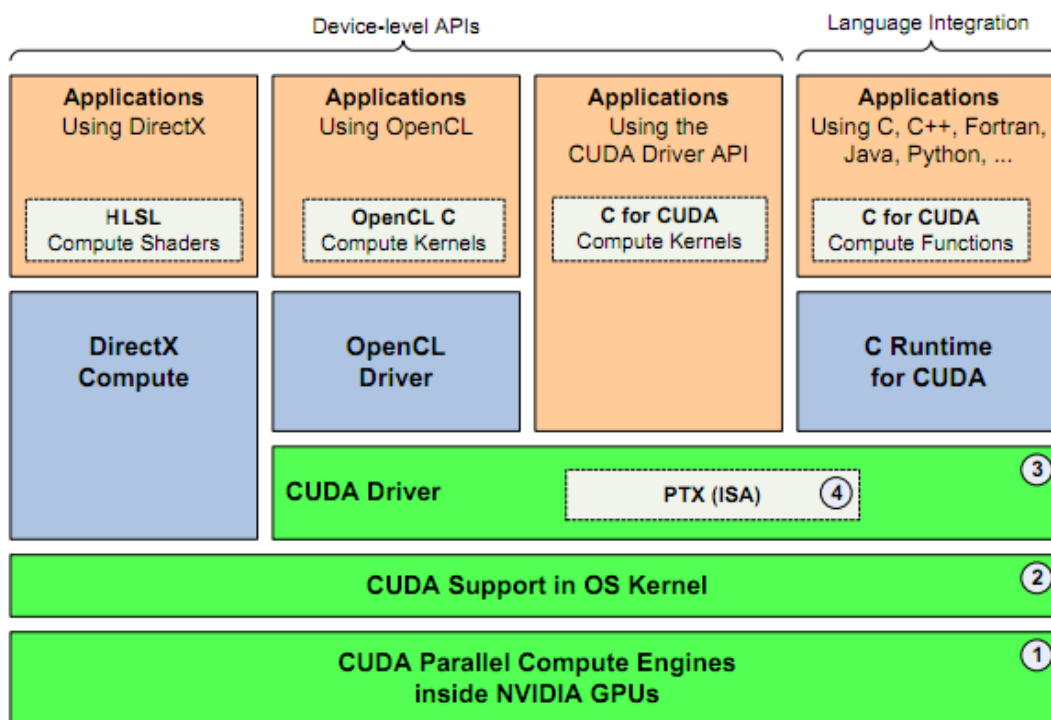 Device-level APIs
Language Integration
Applications
Using DirectX
HLSL
Compute Shaders
Applications
Using OpenCL
OpenCL C
Compute Kernels
Applications
Using the
CUDA Driver API
C for CUDA
Compute Kernels
Applications
Using C, C++, Fortran,
Java, Python, ...
C for CUDA
Compute Functions
DirectX
Compute
OpenCL
Driver
C Runtime
for CUDA
CUDA Driver
PTX (ISA)
4
3
CUDA Support in OS Kernel
2
CUDA Parallel Compute Engines
inside NVIDIA GPUs
1